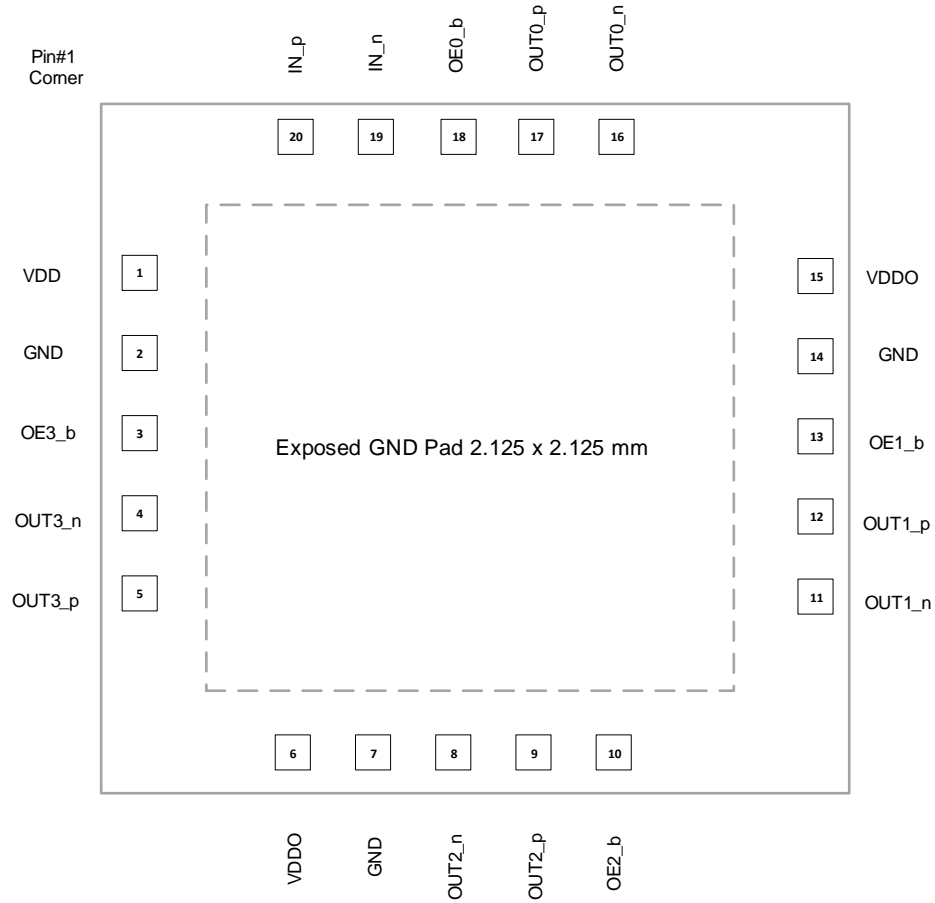 Pin#1
Corner
IN_p
IN_n
OE0_b
OUT0_p
OUT0_n
20
19
18
17
16
VDD
1
GND
2
OE3_b
3
OUT3_n
4
OUT3_p
5
Exposed GND Pad 2.125 x 2.125 mm
15
VDDO
14
GND
13
OE1_b
12
OUT1_p
11
OUT1_n
6
7
8
9
10
VDDO
GND
OUT2_n
OUT2_p
OE2_b